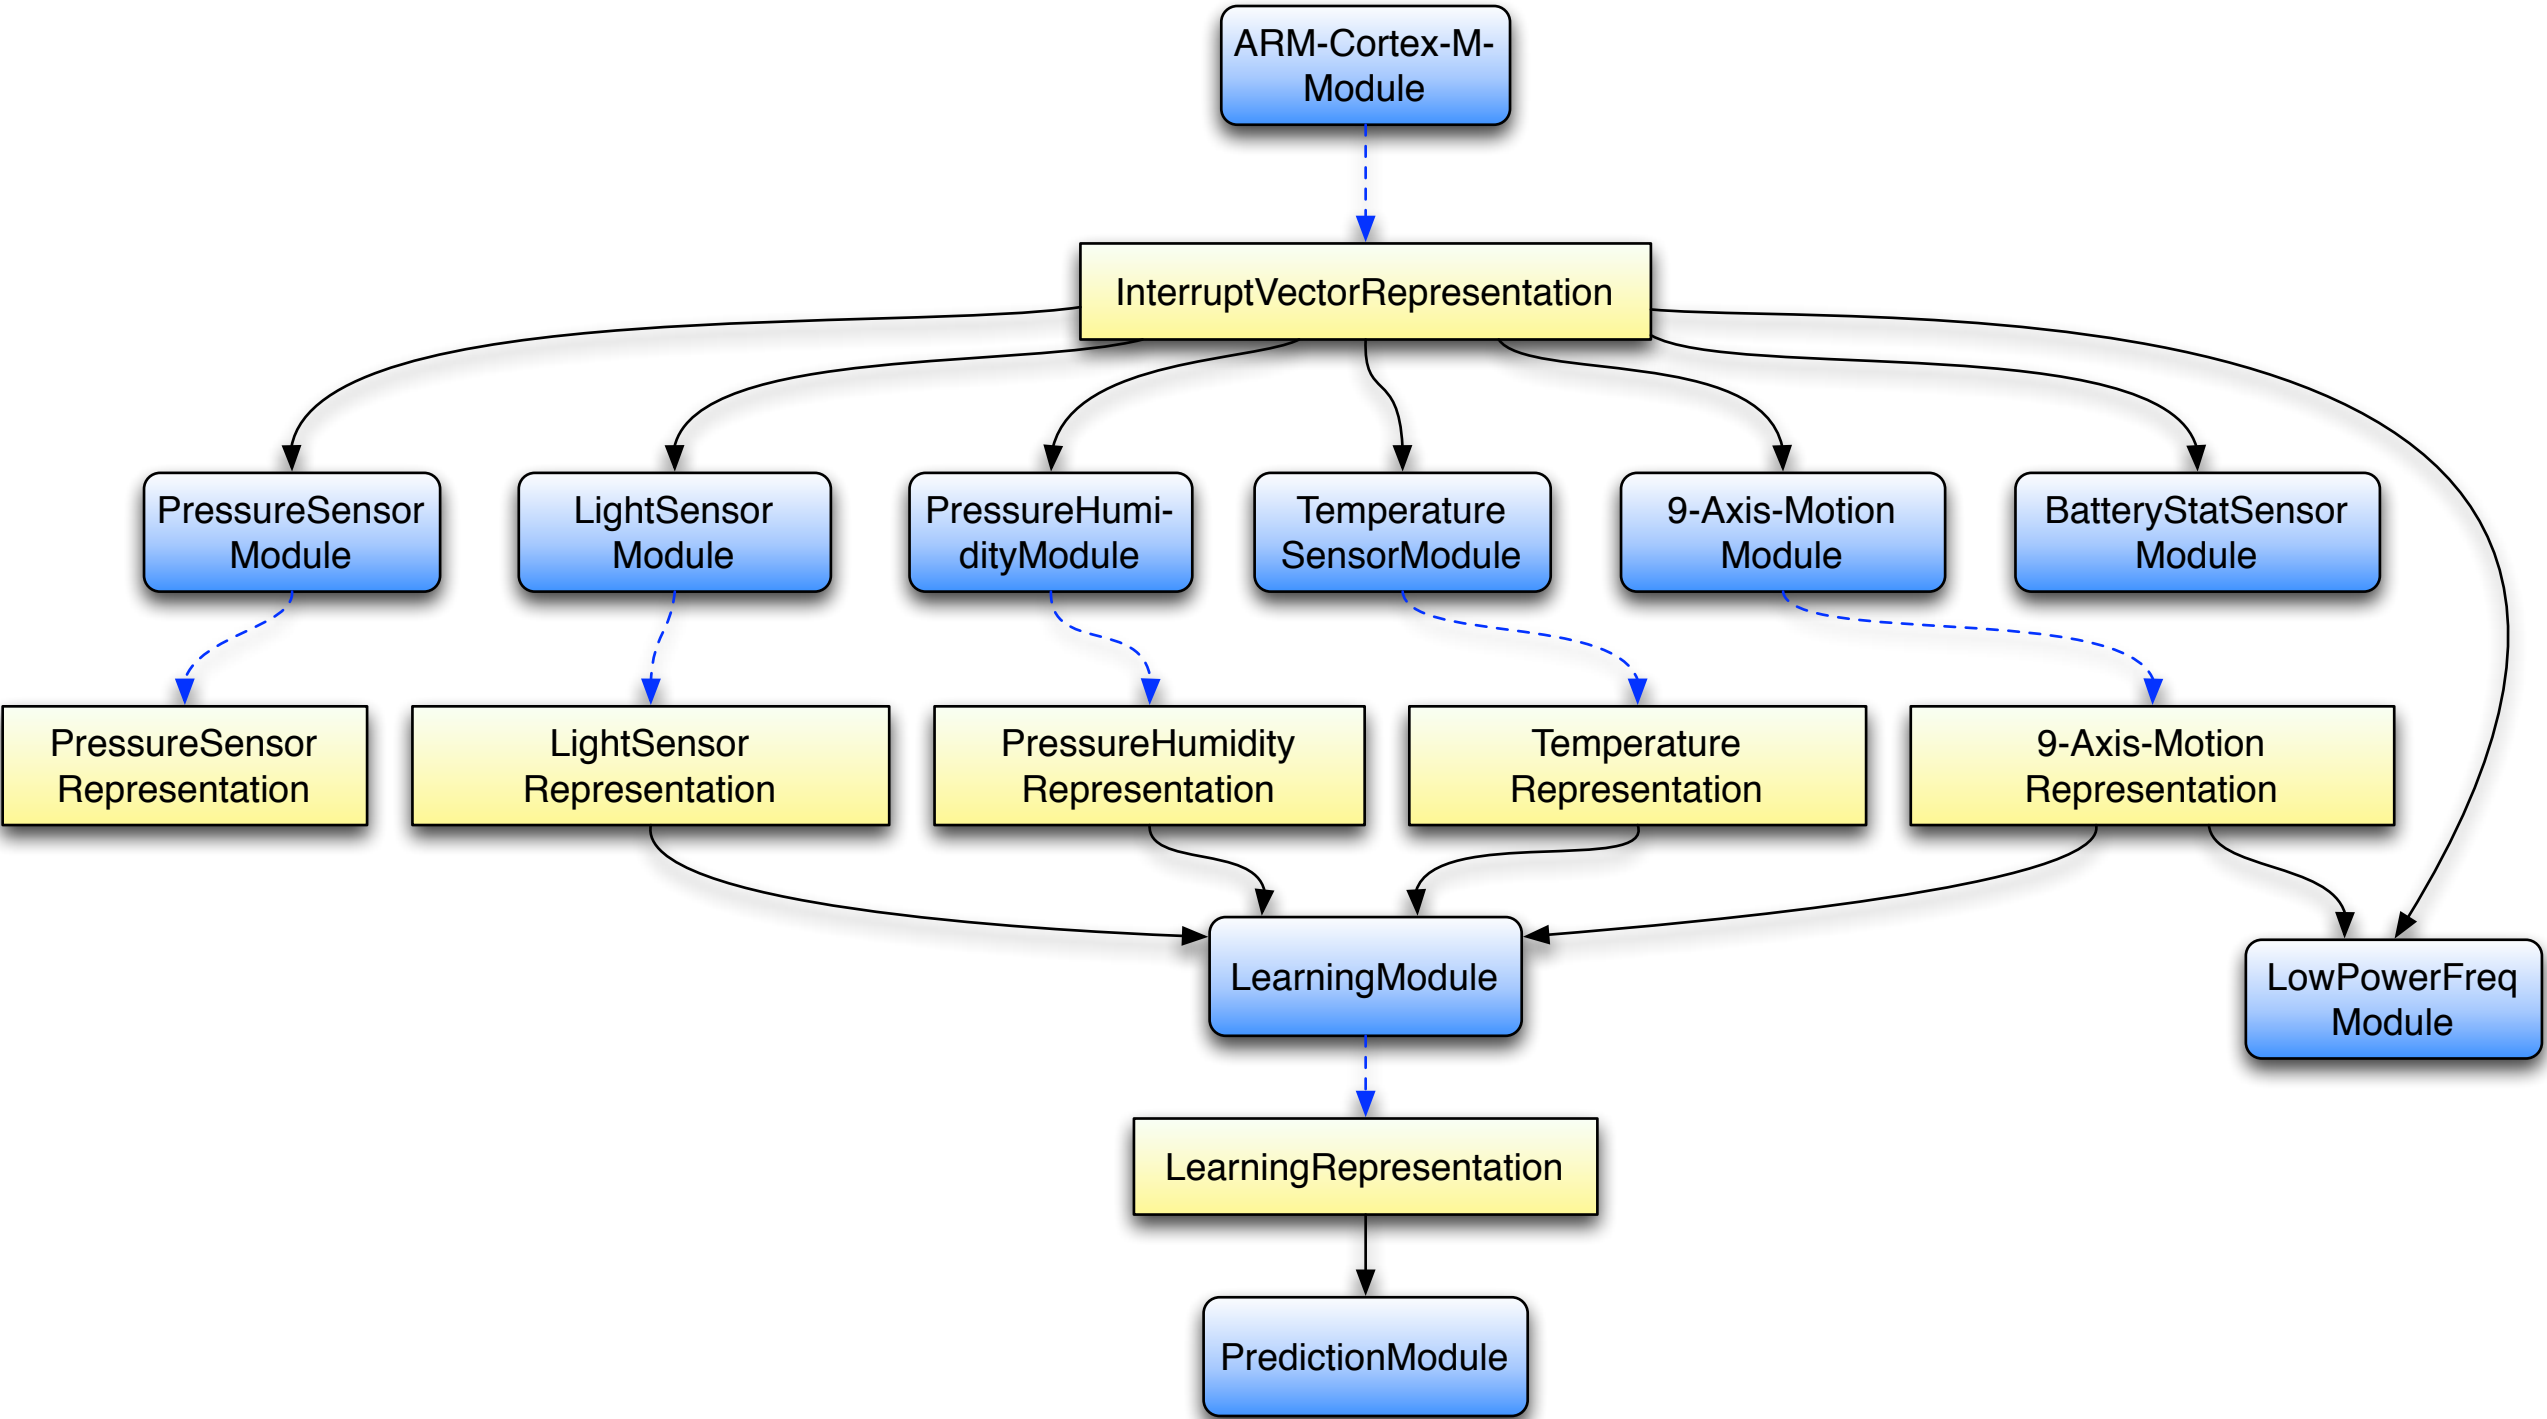 ARM-Cortex-M-
Module
InterruptVectorRepresentation
PressureSensor
Module
LightSensor
Module
PressureHumi-
dityModule
Temperature
SensorModule
9-Axis-Motion
Module
BatteryStatSensor
Module
PressureSensor
Representation
LightSensor
Representation
PressureHumidity
Representation
Temperature
Representation
9-Axis-Motion
Representation
LearningModule
LowPowerFreq
Module
LearningRepresentation
PredictionModule